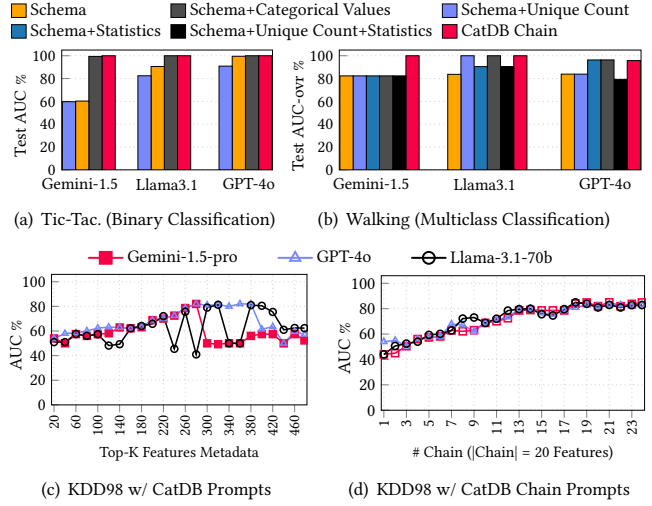 Schema Schema+Categorical Values Schema+Unique Count
Schema+Statistics Schema+Unique Count+Statistics CatDB Chain
Test AUC %
100
80
60
40
20
0
Gemini-1.5 Llama3.1 GPT-4o
(a) Tic-Tac. (Binary Classification)
Test AUC-ovr %
100
80
60
40
20
0
Gemini-1.5 Llama3.1 GPT-4o
(b) Walking (Multiclass Classification)
Gemini-1.5-pro GPT-4o Llama-3.1-70b
AUC %
100
80
60
40
20
0
20 60 100 140 180 220 260 300 340 380 420 460
Top-K Features Metadata
(c) KDD98 w/ CatDB Prompts
AUC %
100
80
60
40
20
0
1 3 5 7 9 11 13 15 17 19 21 23
# Chain (|Chain| = 20 Features)
(d) KDD98 w/ CatDB Chain Prompts